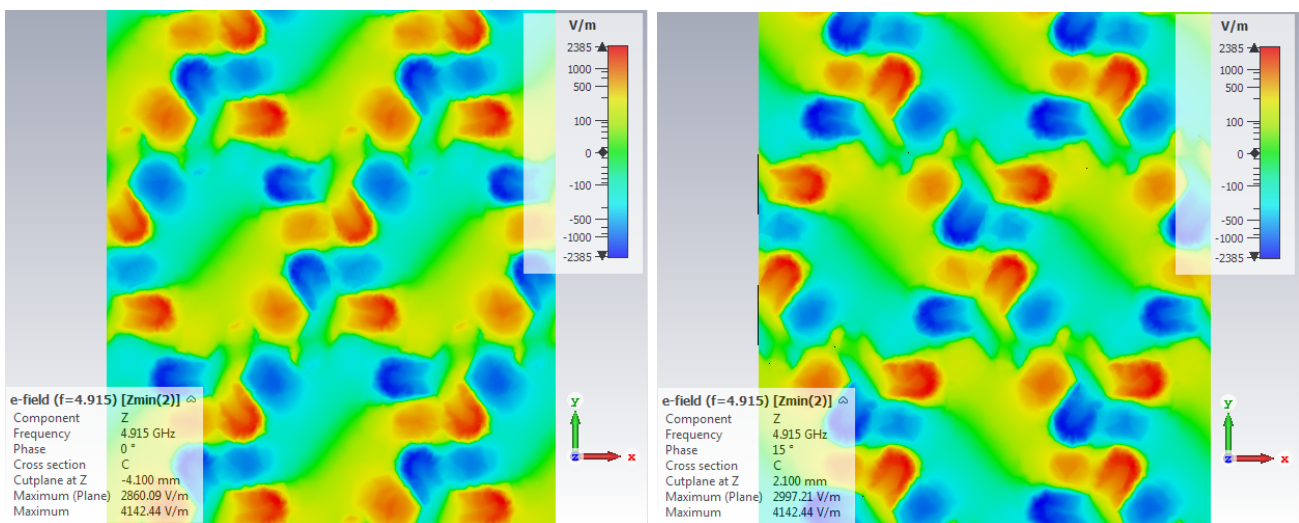 V/m
2385
1000
500
100
0
-100
-500
-1000
-2385
e-field (f=4.915) [Zmin(2)]
Component Z
Frequency 4.915 GHz
Phase 0 °
Cross section C
Cutplane at Z -4.100 mm
Maximum (Plane) 2860.09 V/m
Maximum 4142.44 V/m
y
z x
V/m
2385
1000
500
100
0
-100
-500
-1000
-2385
e-field (f=4.915) [Zmin(2)]
Component Z
Frequency 4.915 GHz
Phase 15 °
Cross section C
Cutplane at Z 2.100 mm
Maximum (Plane) 2997.21 V/m
Maximum 4142.44 V/m
y
z x